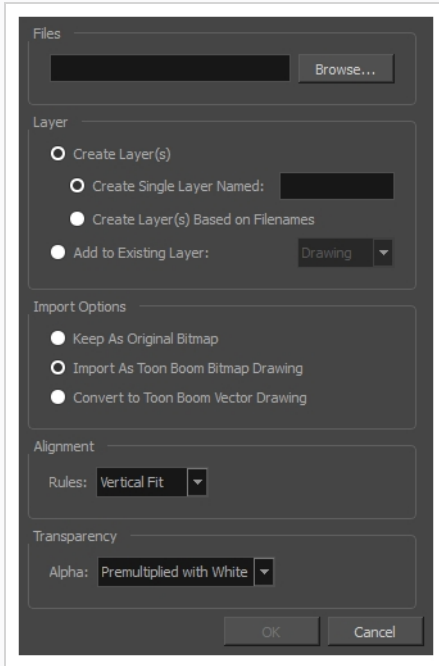 Files
Browse...
Layer
Create Layer(s)
Create Single Layer Named:
Create Layer(s) Based on Filenames
Add to Existing Layer: Drawing
Import Options
Keep As Original Bitmap
Import As Toon Boom Bitmap Drawing
Convert to Toon Boom Vector Drawing
Alignment
Rules: Vertical Fit
Transparency
Alpha: Premultiplied with White
OK Cancel